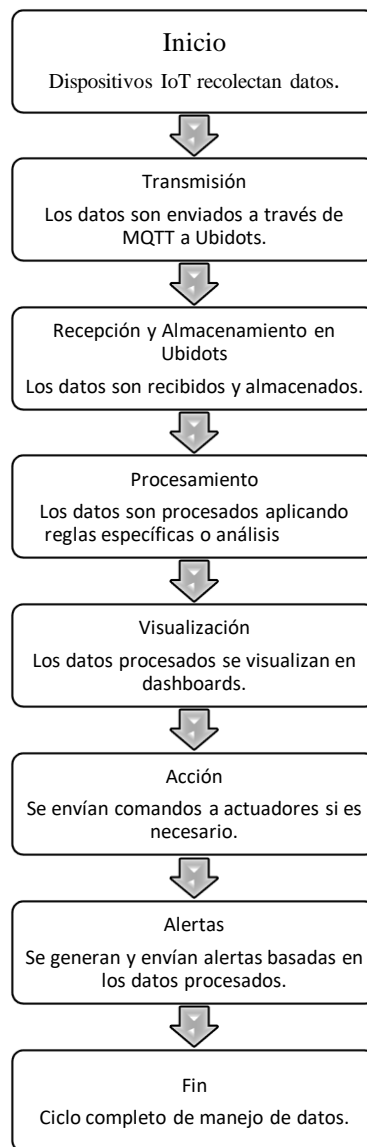 Inicio
Dispositivos IoT recolectan datos.
Transmisión
Los datos son enviados a través de
MQTT a Ubidots.
Recepción y Almacenamiento en
Ubidots
Los datos son recibidos y almacenados.
Procesamiento
Los datos son procesados aplicando
reglas específicas o análisis
Visualización
Los datos procesados se visualizan en
dashboards.
Acción
Se envían comandos a actuadores si es
necesario.
Alertas
Se generan y envían alertas basadas en
los datos procesados.
Fin
Ciclo completo de manejo de datos.